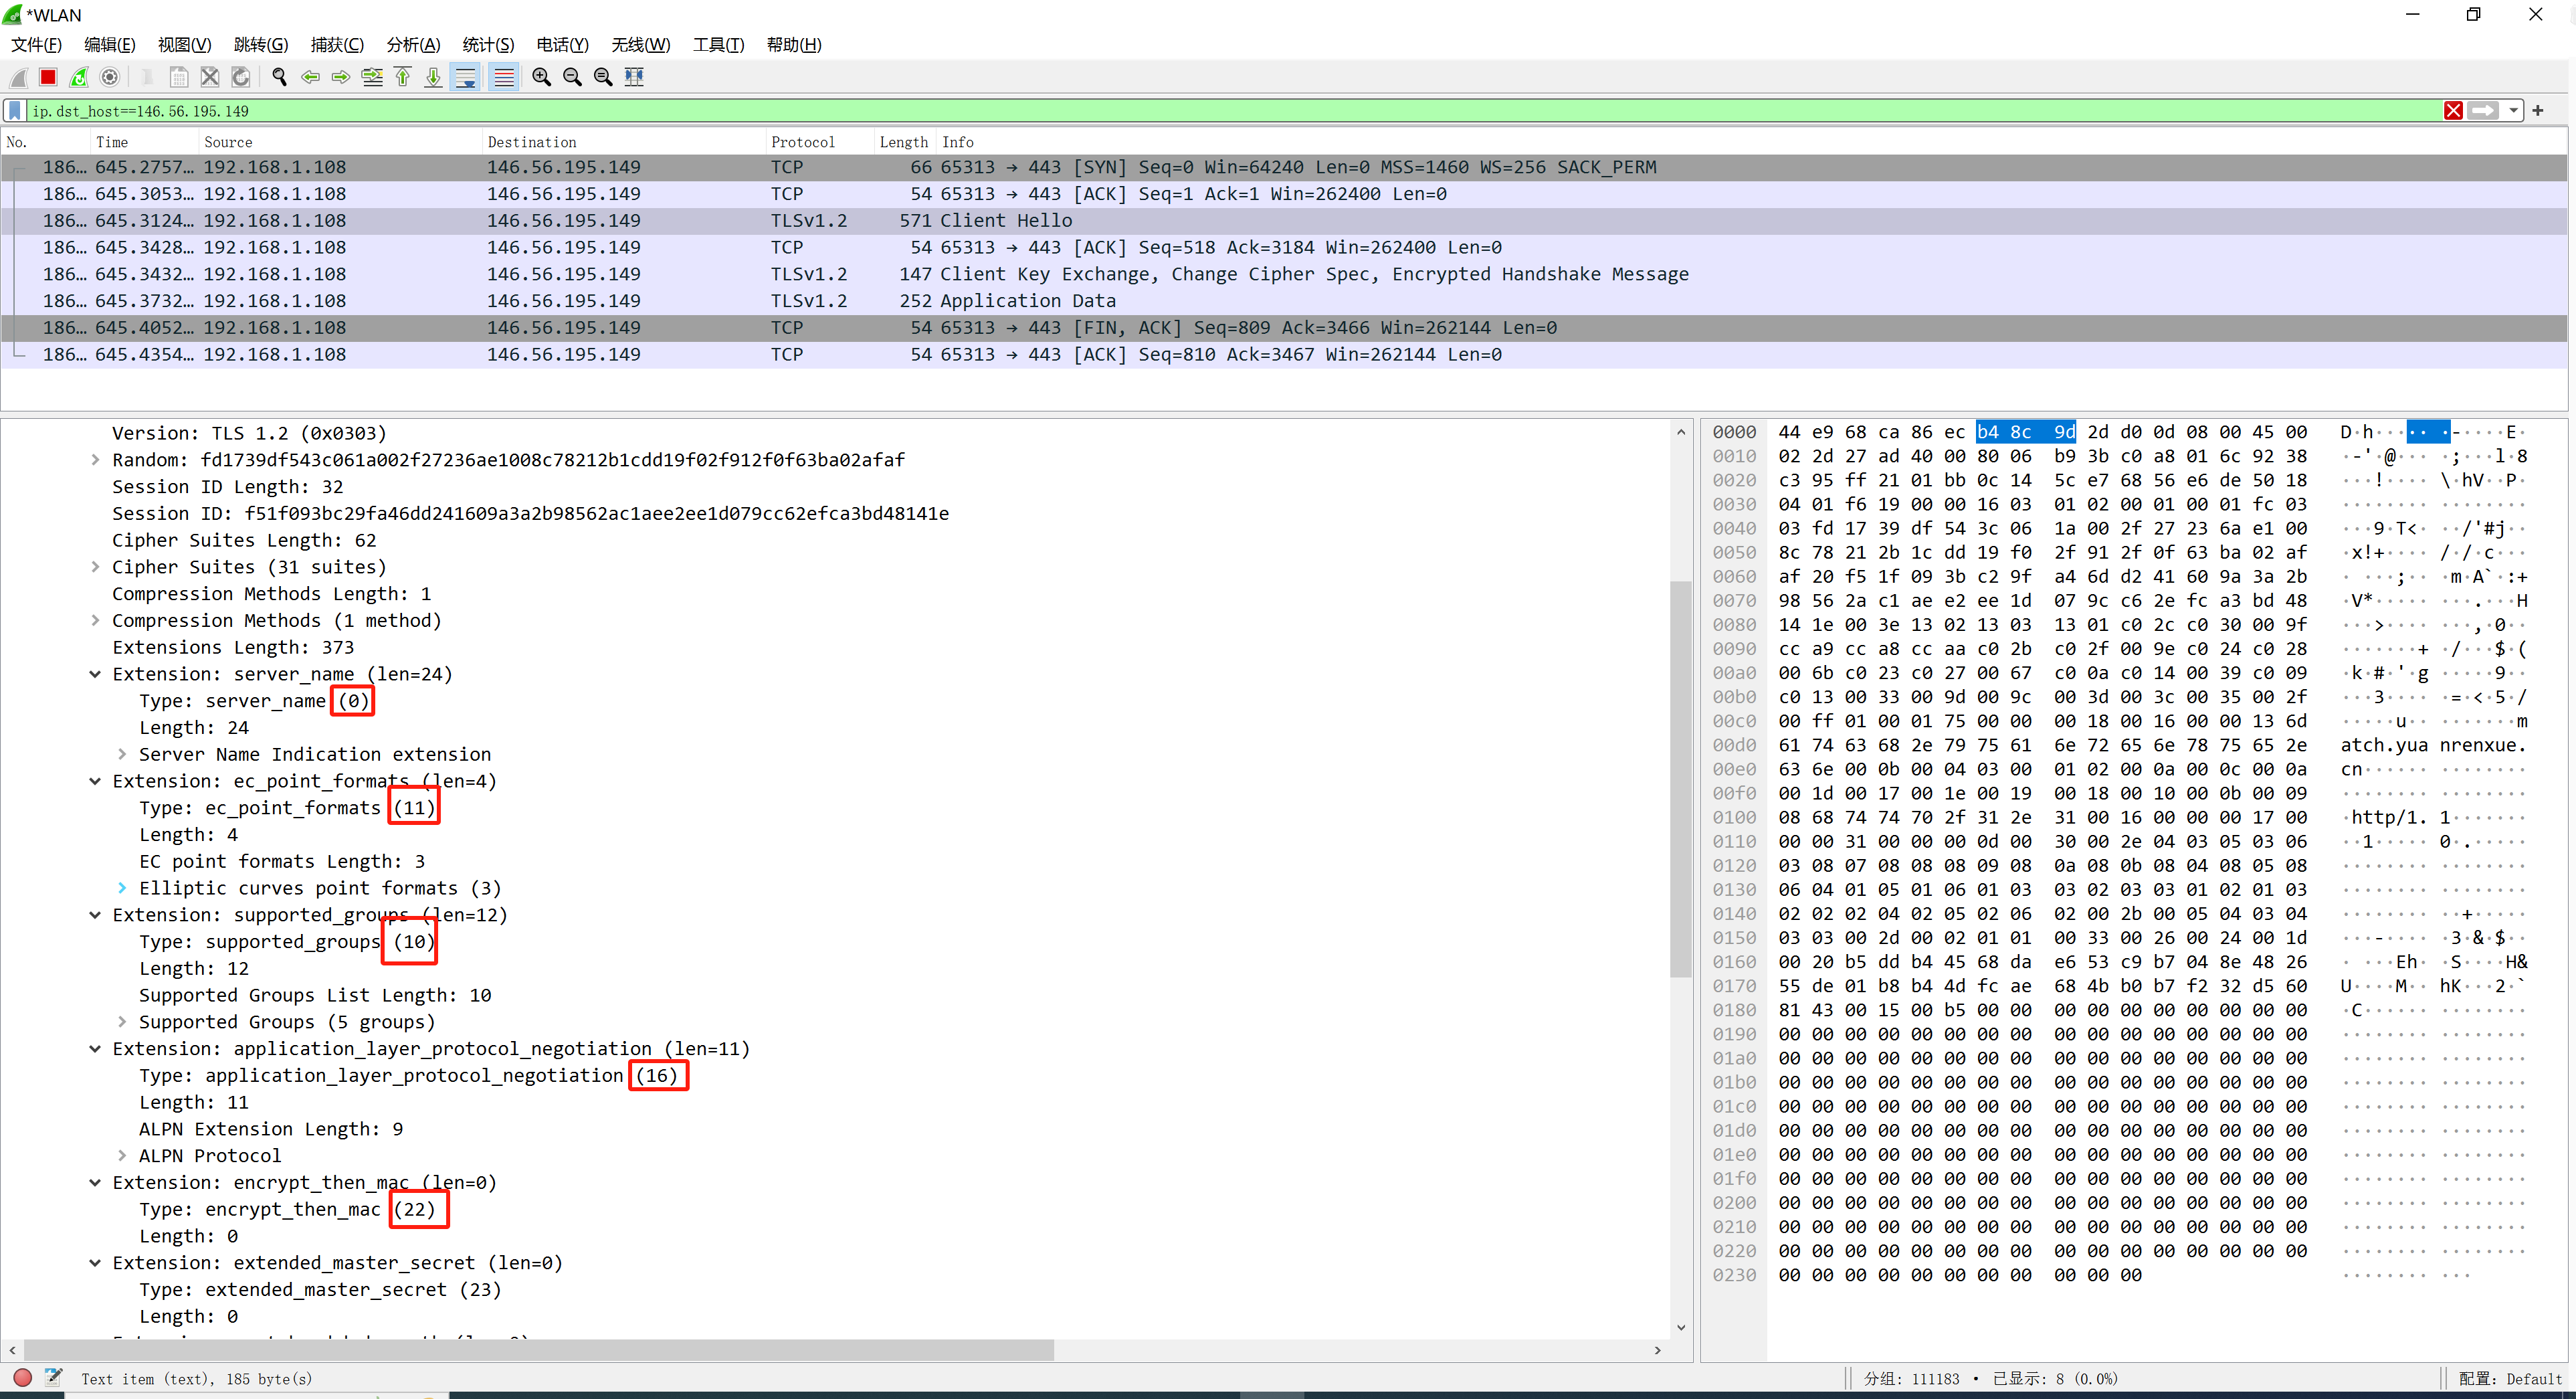 *WLAN
文件(F) 编辑(E) 视图(V) 跳转(G) 捕获(C) 分析(A) 统计(S) 电话(Y) 无线(W) 工具(T) 帮助(H)
ip.dst_host==146.56.195.149
No. Time Source Destination Protocol Length Info
186… 645.2757… 192.168.1.108 146.56.195.149 TCP 66 65313 → 443 [SYN] Seq=0 Win=64240 Len=0 MSS=1460 WS=256 SACK_PERM
186… 645.3053… 192.168.1.108 146.56.195.149 TCP 54 65313 → 443 [ACK] Seq=1 Ack=1 Win=262400 Len=0
186… 645.3124… 192.168.1.108 146.56.195.149 TLSv1.2 571 Client Hello
186… 645.3428… 192.168.1.108 146.56.195.149 TCP 54 65313 → 443 [ACK] Seq=518 Ack=3184 Win=262400 Len=0
186… 645.3432… 192.168.1.108 146.56.195.149 TLSv1.2 147 Client Key Exchange, Change Cipher Spec, Encrypted Handshake Message
186… 645.3732… 192.168.1.108 146.56.195.149 TLSv1.2 252 Application Data
186… 645.4052… 192.168.1.108 146.56.195.149 TCP 54 65313 → 443 [FIN, ACK] Seq=809 Ack=3466 Win=262144 Len=0
186… 645.4354… 192.168.1.108 146.56.195.149 TCP 54 65313 → 443 [ACK] Seq=810 Ack=3467 Win=262144 Len=0
Version: TLS 1.2 (0x0303)
Random: fd1739df543c061a002f27236ae1008c78212b1cdd19f02f912f0f63ba02afaf
Session ID Length: 32
Session ID: f51f093bc29fa46dd241609a3a2b98562ac1aee2ee1d079cc62efca3bd48141e
Cipher Suites Length: 62
Cipher Suites (31 suites)
Compression Methods Length: 1
Compression Methods (1 method)
Extensions Length: 373
Extension: server_name (len=24)
Type: server_name (0)
Length: 24
Server Name Indication extension
Extension: ec_point_formats (len=4)
Type: ec_point_formats (11)
Length: 4
EC point formats Length: 3
Elliptic curves point formats (3)
Extension: supported_groups (len=12)
Type: supported_groups (10)
Length: 12
Supported Groups List Length: 10
Supported Groups (5 groups)
Extension: application_layer_protocol_negotiation (len=11)
Type: application_layer_protocol_negotiation (16)
Length: 11
ALPN Extension Length: 9
ALPN Protocol
Extension: encrypt_then_mac (len=0)
Type: encrypt_then_mac (22)
Length: 0
Extension: extended_master_secret (len=0)
Type: extended_master_secret (23)
Length: 0
0000 44 e9 68 ca 86 ec b4 8c 9d 2d d0 0d 08 00 45 00 D·h······-····E·
0010 02 2d 27 ad 40 00 80 06 b9 3b c0 a8 01 6c 92 38 ·-'·@····;···l·8
0020 c3 95 ff 21 01 bb 0c 14 5c e7 68 56 e6 de 50 18 ···!····\·hV··P·
0030 04 01 f6 19 00 00 16 03 01 02 00 01 00 01 fc 03 ················
0040 03 fd 17 39 df 54 3c 06 1a 00 2f 27 23 6a e1 00 ···9·T<···/'#j··
0050 8c 78 21 2b 1c dd 19 f0 2f 91 2f 0f 63 ba 02 af ·x!+····/·/·c···
0060 af 20 f5 1f 09 3b c2 9f a4 6d d2 41 60 9a 3a 2b · ···;···m·A`·:+
0070 98 56 2a c1 ae e2 ee 1d 07 9c c6 2e fc a3 bd 48 ·V*········.···H
0080 14 1e 00 3e 13 02 13 03 13 01 c0 2c c0 30 00 9f ···>·······,·0··
0090 cc a9 cc a8 cc aa c0 2b c0 2f 00 9e c0 24 c0 28 ·······+·/···$·(
00a0 00 6b c0 23 c0 27 00 67 c0 0a c0 14 00 39 c0 09 ·k·#·'·g·····9··
00b0 c0 13 00 33 00 9d 00 9c 00 3d 00 3c 00 35 00 2f ···3·····=·<·5·/
00c0 00 ff 01 00 01 75 00 00 00 18 00 16 00 00 13 6d ·····u·········m
00d0 61 74 63 68 2e 79 75 61 6e 72 65 6e 78 75 65 2e atch.yua nrenxue.
00e0 63 6e 00 0b 00 04 03 00 01 02 00 0a 00 0c 00 0a cn··············
00f0 00 1d 00 17 00 1e 00 19 00 18 00 10 00 0b 00 09 ················
0100 08 68 74 74 70 2f 31 2e 31 00 16 00 00 00 17 00 ·http/1. 1·······
0110 00 00 31 00 00 00 0d 00 30 00 2e 04 03 05 03 06 ··1·····0·.·····
0120 03 08 07 08 08 08 09 08 0a 08 0b 08 04 08 05 08 ················
0130 06 04 01 05 01 06 01 03 03 02 03 03 01 02 01 03 ················
0140 02 02 02 04 02 05 02 06 02 00 2b 00 05 04 03 04 ··········+·····
0150 03 03 00 2d 00 02 01 01 00 33 00 26 00 24 00 1d ···-·····3·&·$··
0160 00 20 b5 dd b4 45 68 da e6 53 c9 b7 04 8e 48 26 · ···Eh··S····H&
0170 55 de 01 b8 b4 4d fc ae 68 4b b0 b7 f2 32 d5 60 U····M··hK···2·`
0180 81 43 00 15 00 b5 00 00 00 00 00 00 00 00 00 00 ·C··············
0190 00 00 00 00 00 00 00 00 00 00 00 00 00 00 00 00 ················
01a0 00 00 00 00 00 00 00 00 00 00 00 00 00 00 00 00 ················
01b0 00 00 00 00 00 00 00 00 00 00 00 00 00 00 00 00 ················
01c0 00 00 00 00 00 00 00 00 00 00 00 00 00 00 00 00 ················
01d0 00 00 00 00 00 00 00 00 00 00 00 00 00 00 00 00 ················
01e0 00 00 00 00 00 00 00 00 00 00 00 00 00 00 00 00 ················
01f0 00 00 00 00 00 00 00 00 00 00 00 00 00 00 00 00 ················
0200 00 00 00 00 00 00 00 00 00 00 00 00 00 00 00 00 ················
0210 00 00 00 00 00 00 00 00 00 00 00 00 00 00 00 00 ················
0220 00 00 00 00 00 00 00 00 00 00 00 00 00 00 00 00 ················
0230 00 00 00 00 00 00 00 00 00 00 00 ···········
Text item (text), 185 byte(s)
分组: 111183 · 已显示: 8 (0.0%)
配置: Default